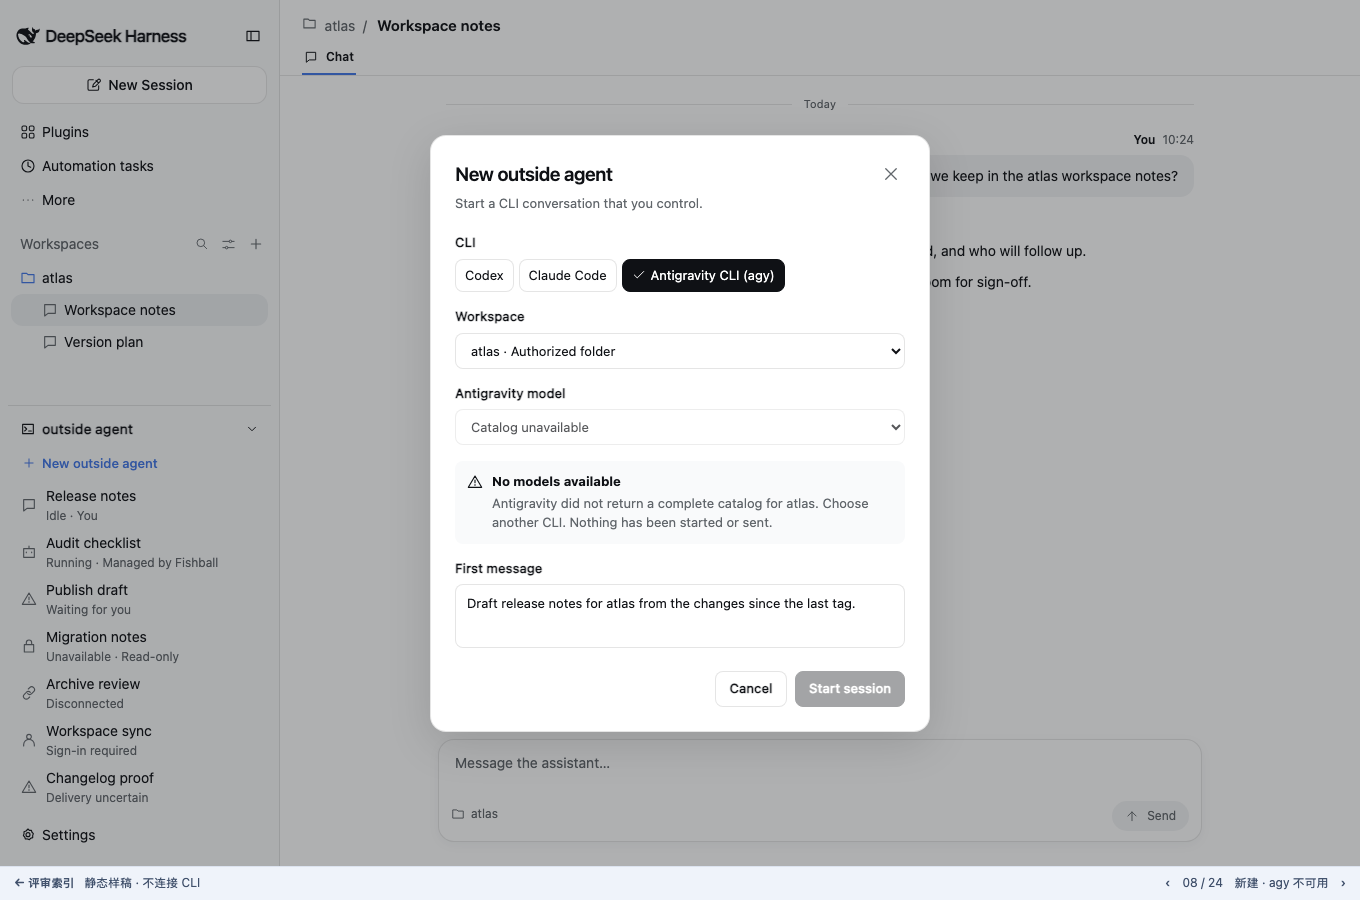 DeepSeek Harness
New Session
Plugins
Automation tasks
More
Workspaces
atlas
Workspace notes
Version plan
outside agent
New outside agent
Release notes
Idle · You
Audit checklist
Running · Managed by Fishball
Publish draft
Waiting for you
Migration notes
Unavailable · Read-only
Archive review
Disconnected
Workspace sync
Sign-in required
Changelog proof
Delivery uncertain
Settings
atlas / Workspace notes
Chat
Today
You 10:24
we keep in the atlas workspace notes?
, and who will follow up.
om for sign-off.
New outside agent
Start a CLI conversation that you control.
CLI
Codex
Claude Code
Antigravity CLI (agy)
Workspace
atlas · Authorized folder
Antigravity model
Catalog unavailable
No models available
Antigravity did not return a complete catalog for atlas. Choose
another CLI. Nothing has been started or sent.
First message
Draft release notes for atlas from the changes since the last tag.
Cancel
Start session
Message the assistant…
atlas
Send
← 评审索引 静态样稿 · 不连接 CLI
‹ 08 / 24 新建 · agy 不可用 ›